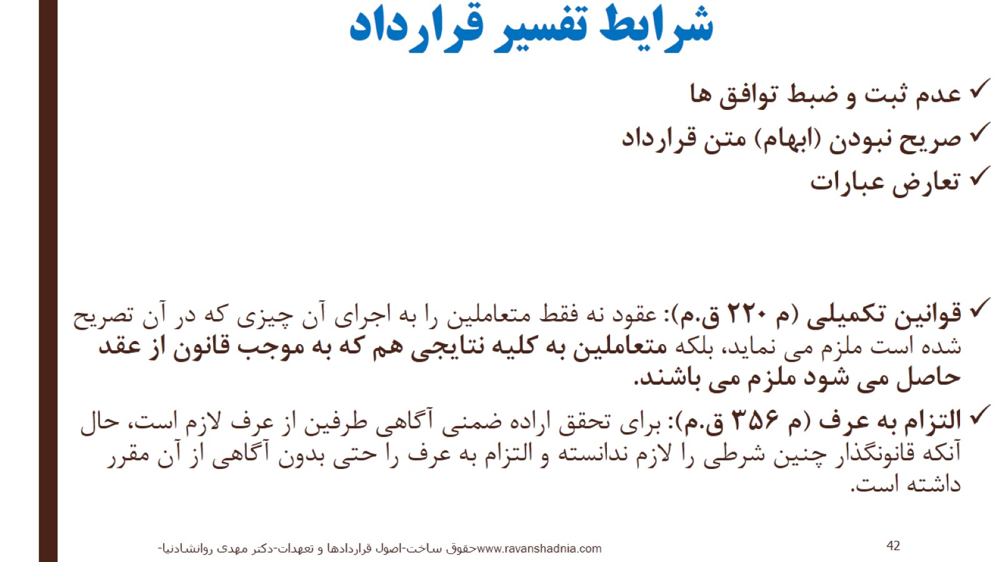 شرایط تفسیر قرارداد
✓ عدم ثبت و ضبط توافق ها
✓ صریح نبودن (ابهام) متن قرارداد
✓ تعارض عبارات
✓ قوانین تکمیلی (م ۲۲۰ ق.م): عقود نه فقط متعاملین را به اجرای آن چیزی که در آن تصریح
شده است ملزم می نماید، بلکه متعاملین به کلیه نتایجی هم که به موجب قانون از عقد
حاصل می شود ملزم می باشند.
✓ التزام به عرف (م ۳۵۶ ق.م): برای تحقق اراده ضمنی آگاهی طرفین از عرف لازم است، حال
آنکه قانونگذار چنین شرطی را لازم ندانسته و التزام به عرف را حتی بدون آگاهی از آن مقرر
داشته است.
www.ravanshadnia.comحقوق ساخت-اصول قراردادها و تعهدات-دکتر مهدی روانشادنیا-
42